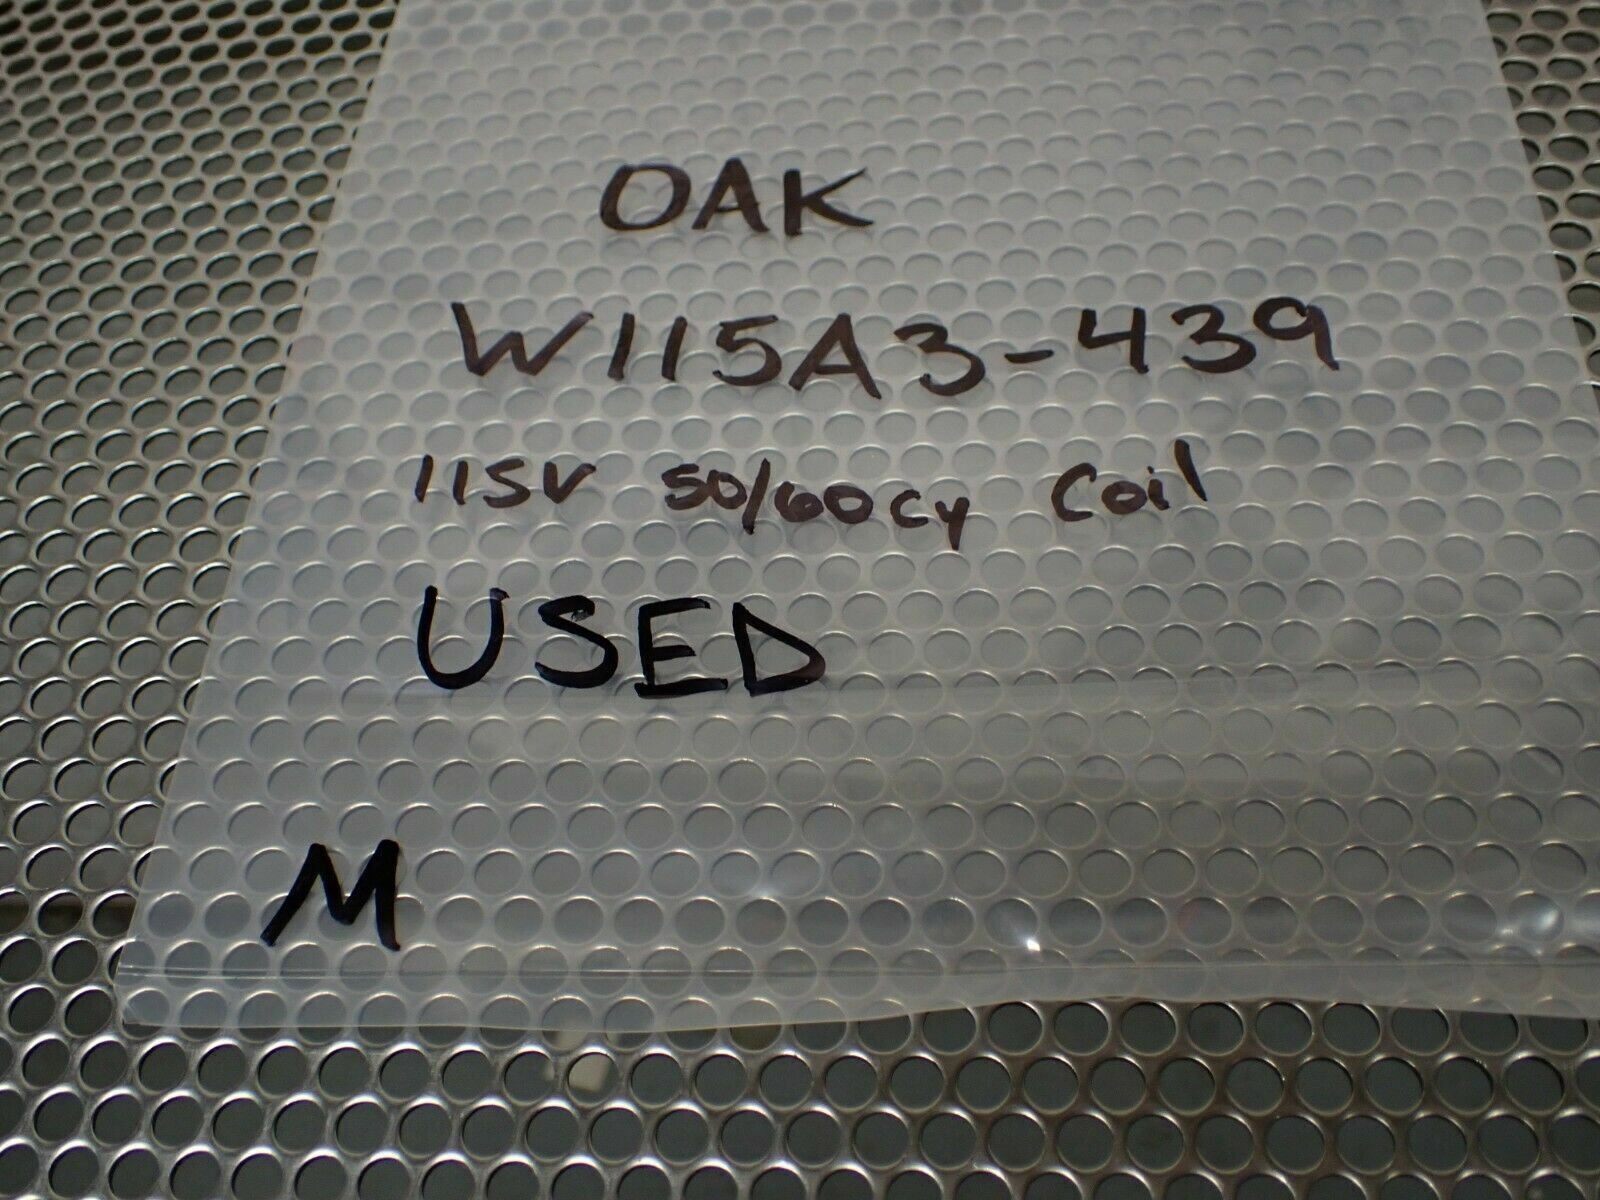 OAK
W115A3-439
115V 50/60Cy Coil
USED
M